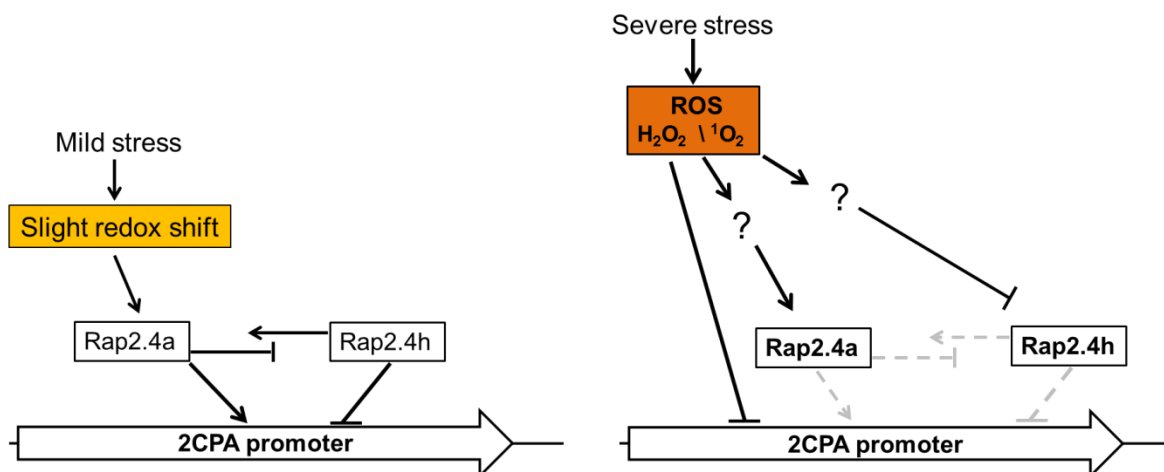 Mild stress
Slight redox shift
Rap2.4a
Rap2.4h
2CPA promoter
Severe stress
ROS
H₂O₂ \ ¹O₂
?
?
Rap2.4a
Rap2.4h
2CPA promoter